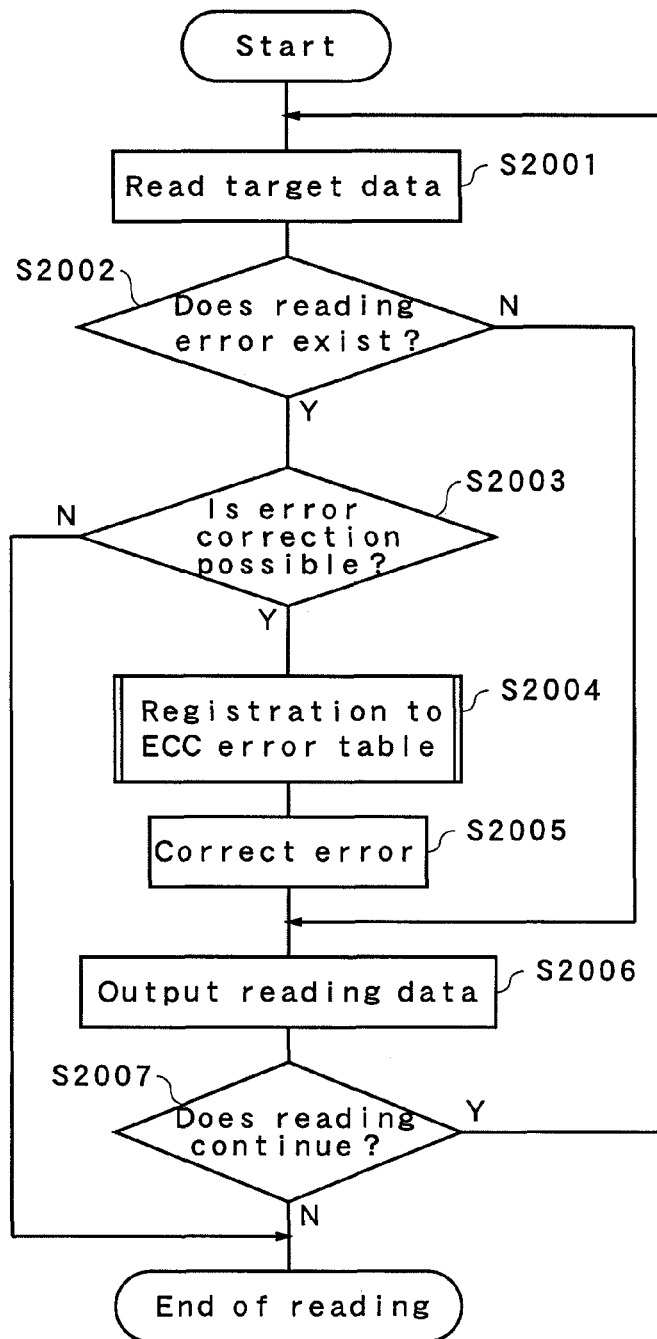 Start
Read target data
S2001
S2002
Does reading
error exist?
N
Y
S2003
Is error
correction
possible?
N
Y
Registration to
ECC error table
S2004
Correct error
S2005
Output reading data
S2006
S2007
Does reading
continue?
Y
N
End of reading